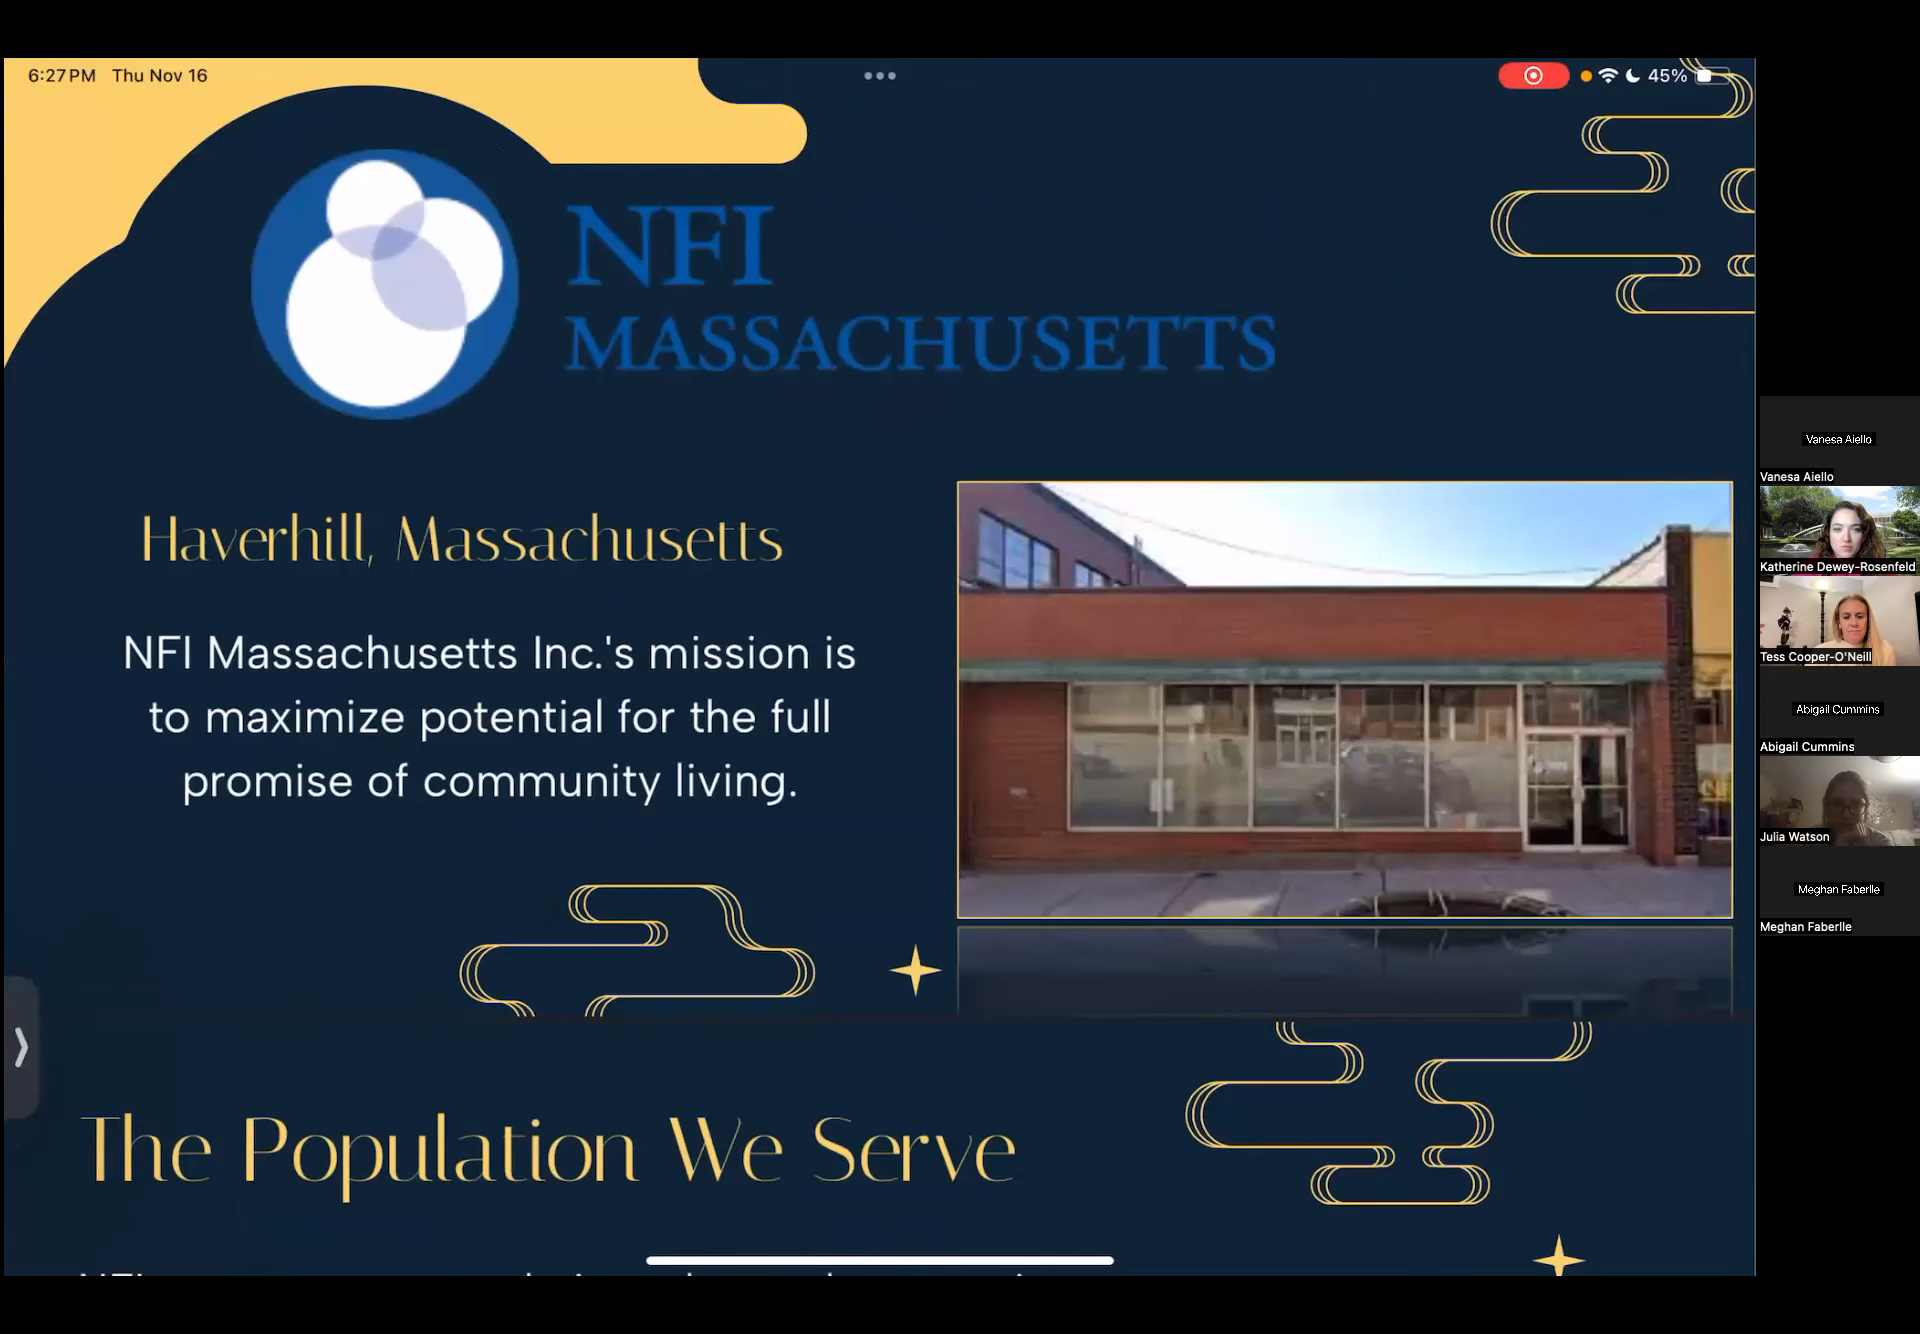 6:27 PM Thu Nov 16
45%
NFI
MASSACHUSETTS
Haverhill, Massachusetts
NFI Massachusetts Inc.'s mission is
to maximize potential for the full
promise of community living.
The Population We Serve
Vanesa Aiello
Vanesa Aiello
Katherine Dewey-Rosenfeld
Tess Cooper-O'Neill
Abigail Cummins
Abigail Cummins
Julia Watson
Meghan Faberlle
Meghan Faberlle